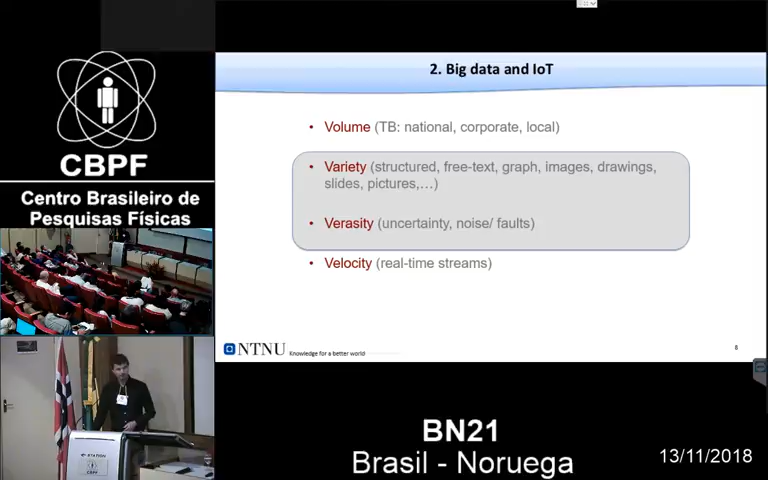 CBPF
Centro Brasileiro de
Pesquisas Físicas
2. Big data and IoT
• Volume (TB: national, corporate, local)
• Variety (structured, free-text, graph, images, drawings,
slides, pictures,...)
• Verasity (uncertainty, noise/ faults)
• Velocity (real-time streams)
NTNU Knowledge for a better world
8
CBPF
BN21
Brasil - Noruega
13/11/2018